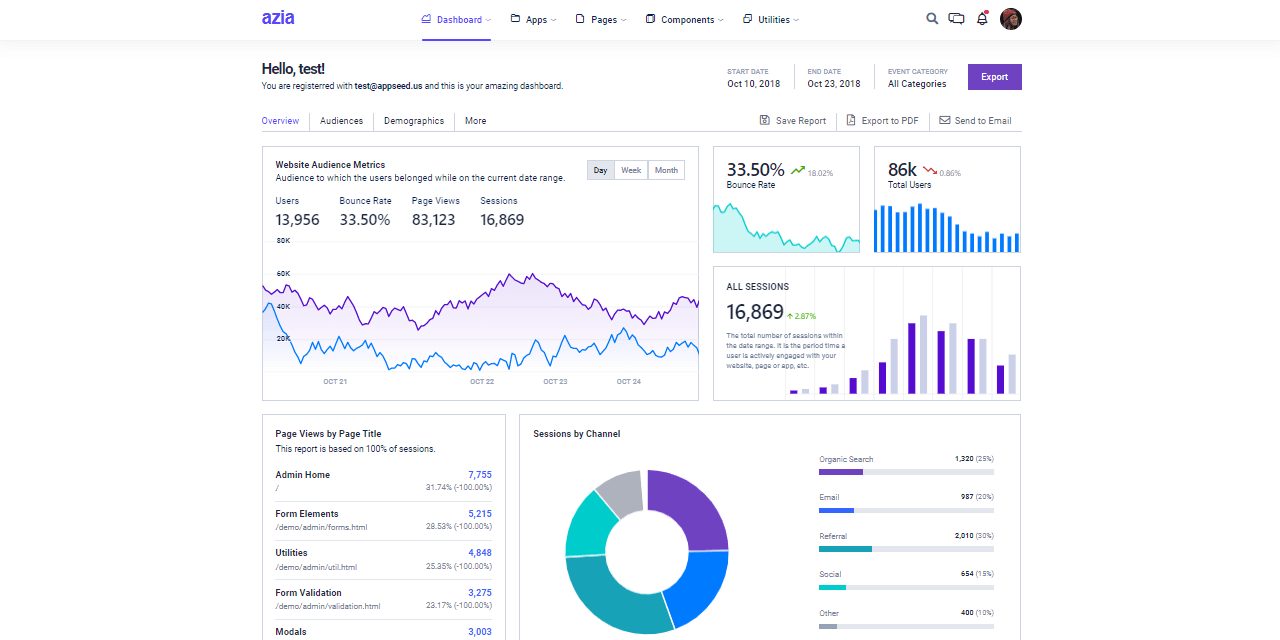 azia
Dashboard
Apps
Pages
Components
Utilities
Hello, test!
You are registerred with test@appseed.us and this is your amazing dashboard.
START DATE
Oct 10, 2018
END DATE
Oct 23, 2018
EVENT CATEGORY
All Categories
Export
Overview
Audiences
Demographics
More
Save Report
Export to PDF
Send to Email
Website Audience Metrics
Audience to which the users belonged while on the current date range.
Day
Week
Month
Users
13,956
Bounce Rate
33.50%
Page Views
83,123
Sessions
16,869
80K
60K
40K
20K
OCT 21
OCT 22
OCT 23
OCT 24
33.50% 18.02%
Bounce Rate
86k 0.86%
Total Users
ALL SESSIONS
16,869 2.87%
The total number of sessions within
the date range. It is the period time a
user is actively engaged with your
website, page or app, etc.
Page Views by Page Title
This report is based on 100% of sessions.
Admin Home 7,755
/ 31.74% (-100.00%)
Form Elements 5,215
/demo/admin/forms.html 28.53% (-100.00%)
Utilities 4,848
/demo/admin/util.html 25.35% (-100.00%)
Form Validation 3,275
/demo/admin/validation.html 23.17% (-100.00%)
Modals 3,003
Sessions by Channel
Organic Search 1,320 (25%)
Email 987 (20%)
Referral 2,010 (30%)
Social 654 (15%)
Other 400 (10%)